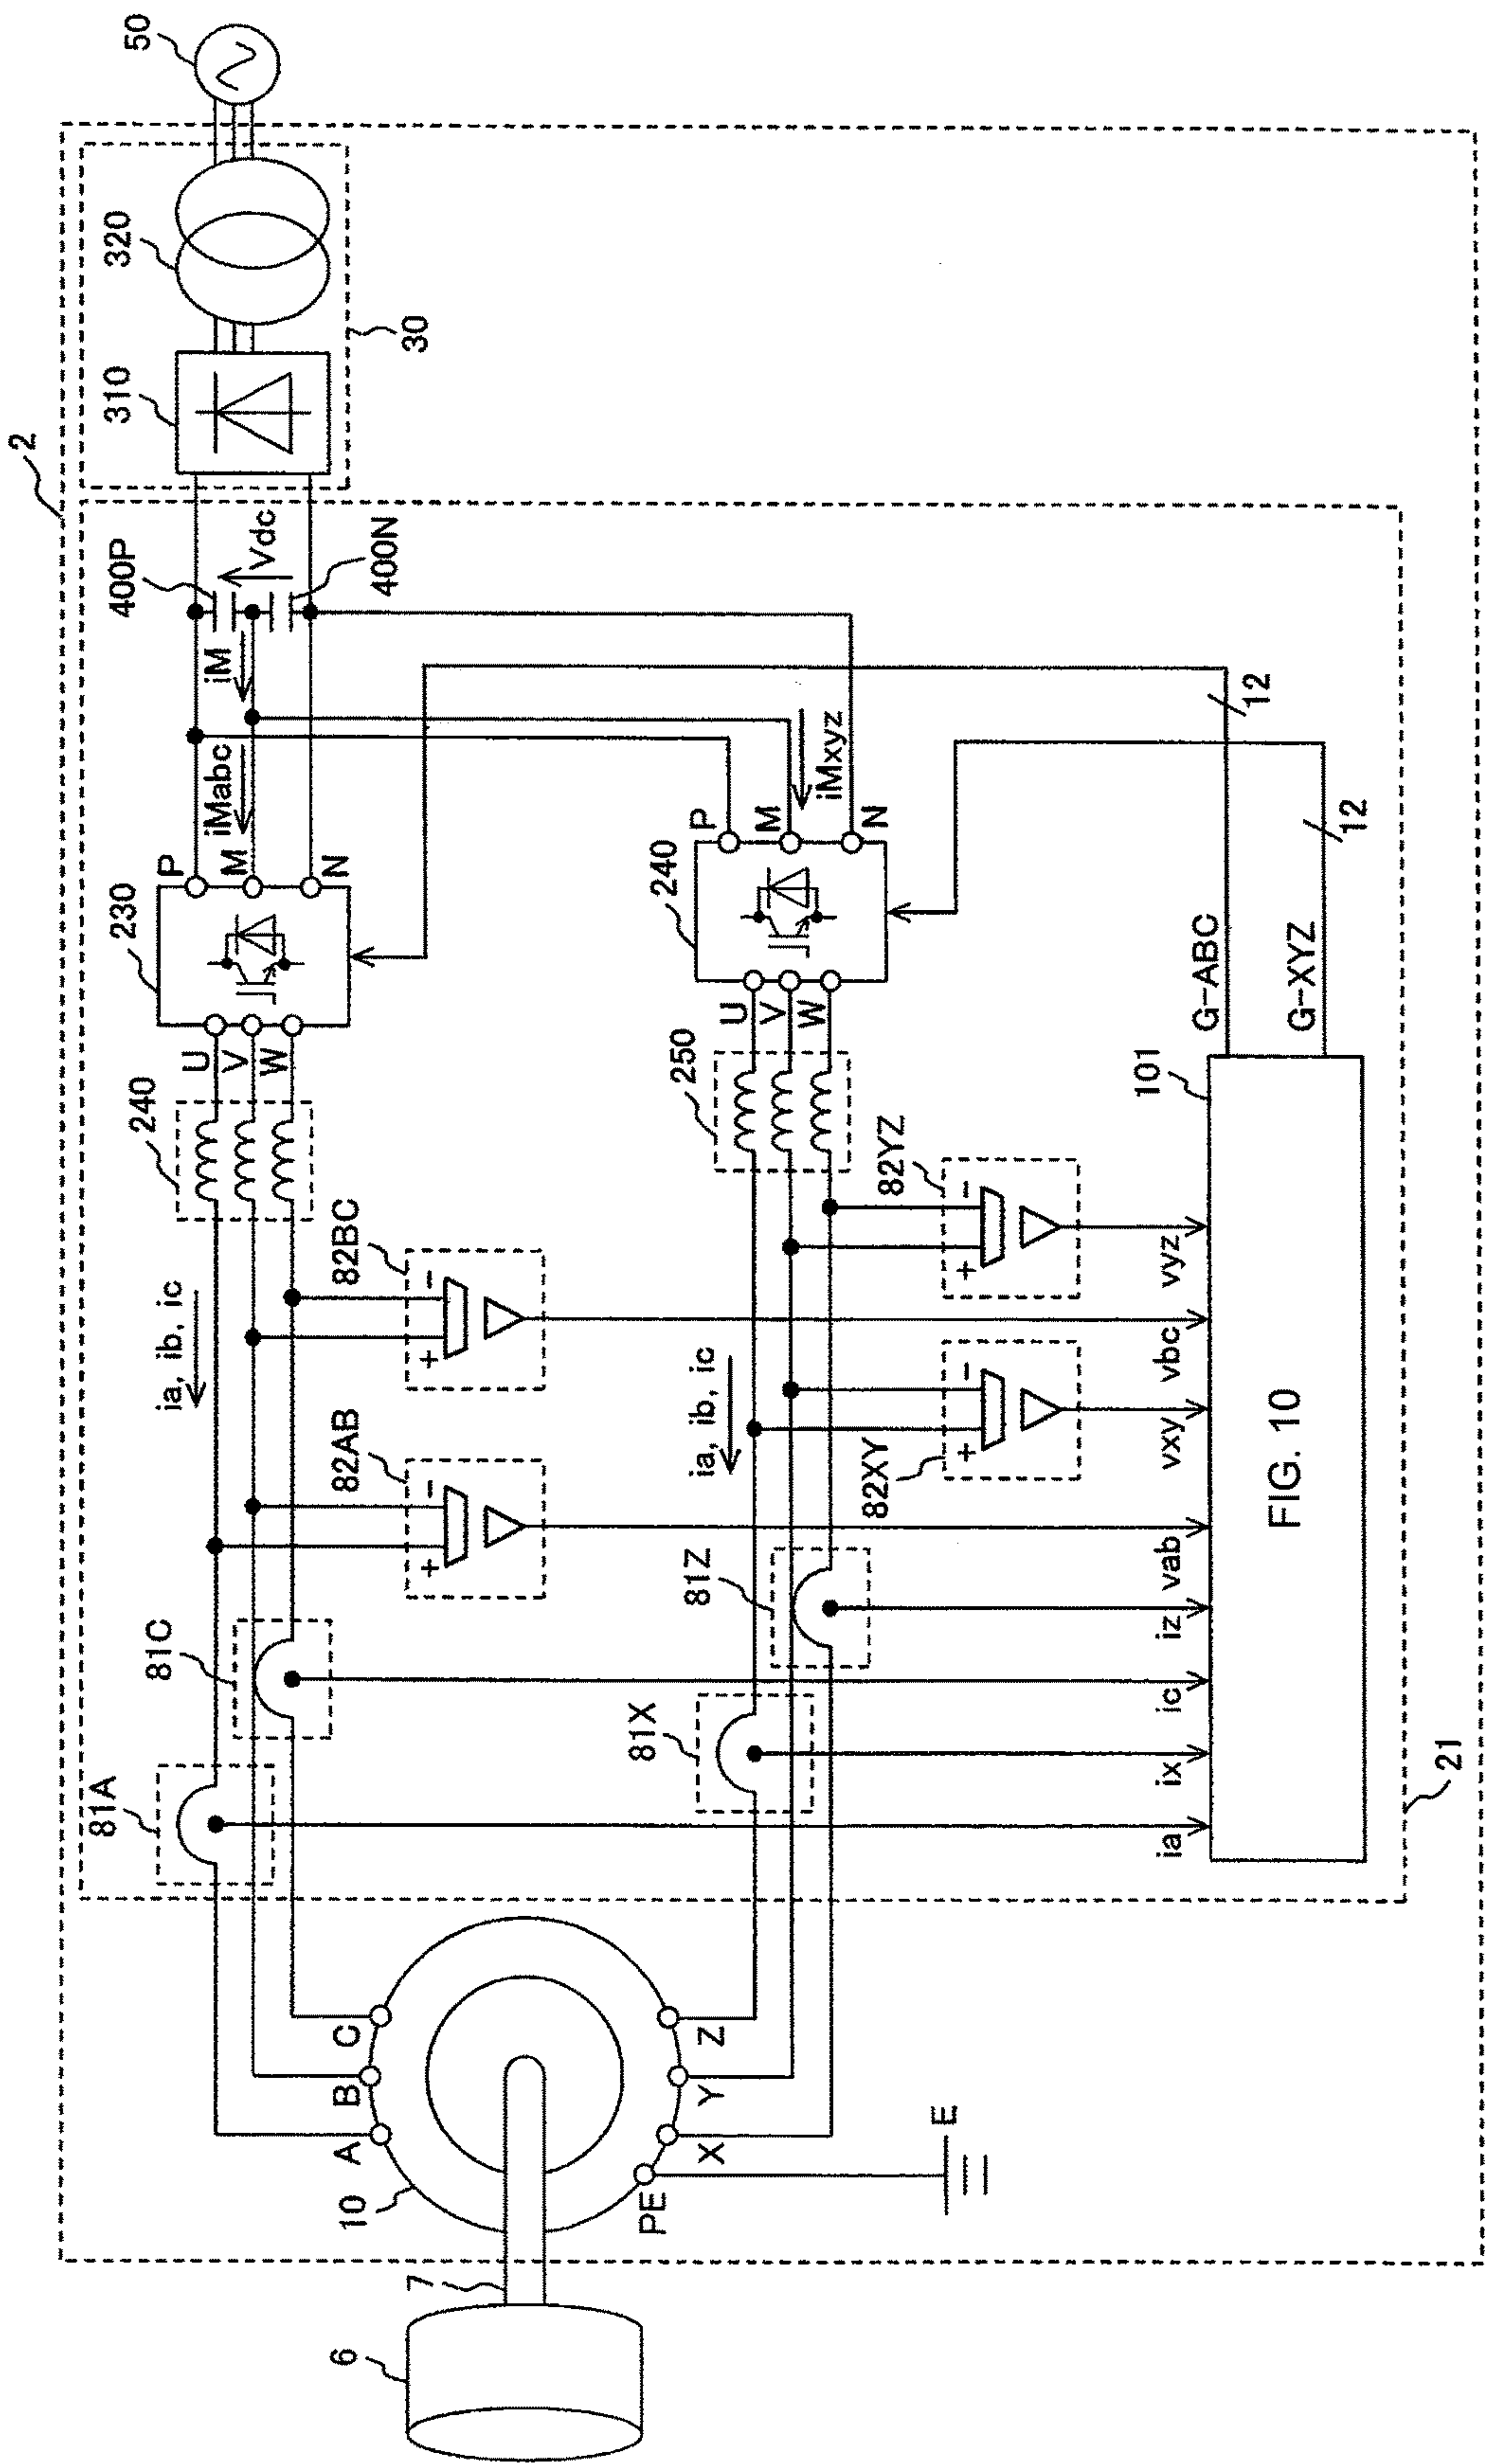 2
50
320
30
310
400P
Vdc
400N
iM
iMabc
iMxyz
P
M
N
230
U
V
W
P
M
N
240
U
V
W
12
12
G-ABC
G-XYZ
240
250
ia, ib, ic
82BC
+
−
82AB
+
−
ia, ib, ic
82YZ
+
−
82XY
+
−
101
FIG. 10
vyz
vbc
vxy
vab
iz
ic
ix
ia
81C
81A
81Z
81X
21
C
B
A
Z
Y
X
PE
E
10
7
6